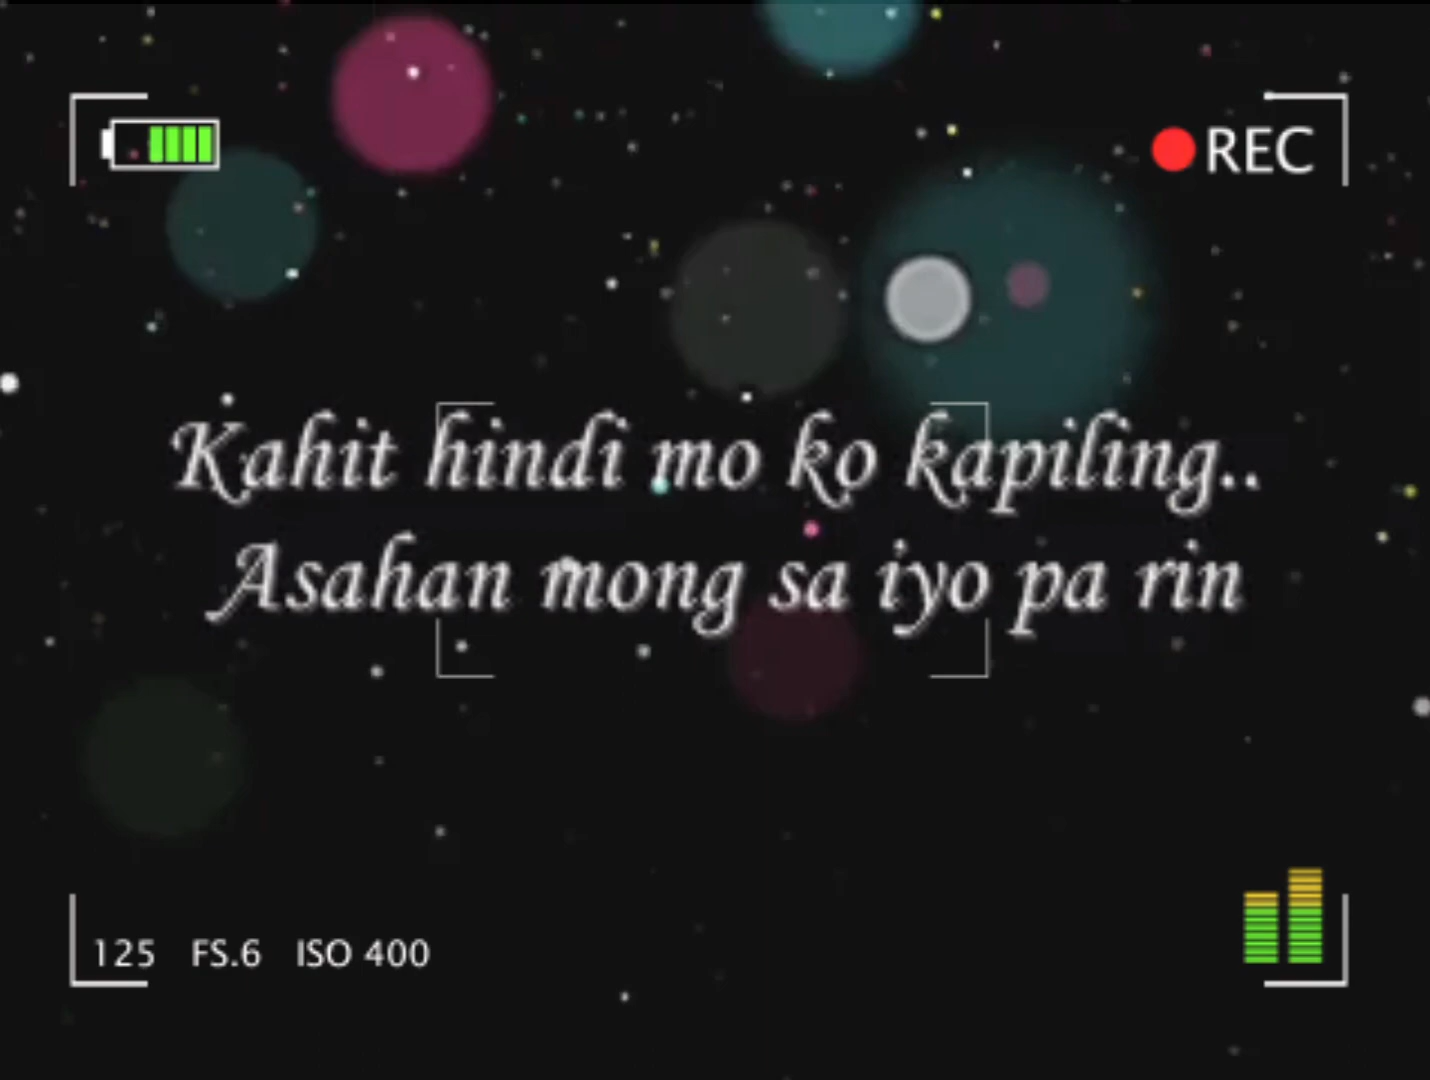 REC
Kahit hindi mo ko kapiling..
Asahan mong sa iyo pa rin
125 FS.6 ISO 400